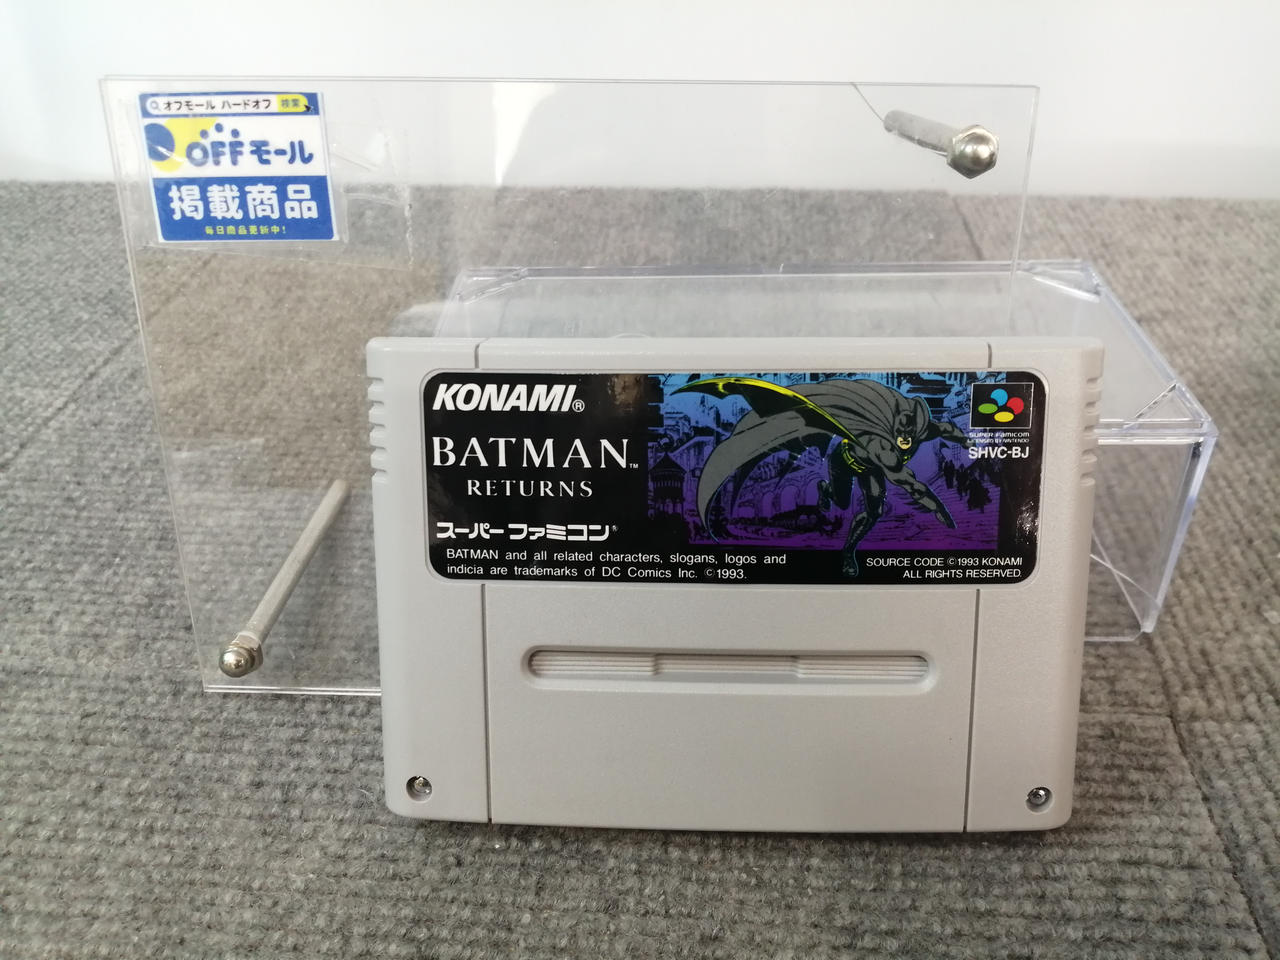 オフモール ハードオフ 検索
OFFモール
掲載商品
毎日商品更新中!
KONAMI®
BATMAN™
RETURNS
スーパーファミコン®
BATMAN and all related characters, slogans, logos and
indicia are trademarks of DC Comics Inc. ©1993.
SUPER FAMICOM
LICENSED BY NINTENDO
SHVC-BJ
SOURCE CODE ©1993 KONAMI
ALL RIGHTS RESERVED.